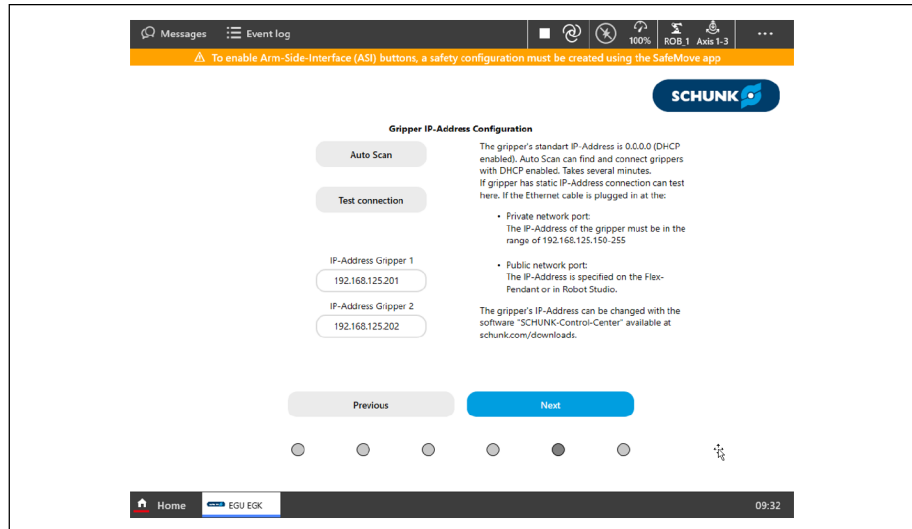 Messages
Event log
100%
ROB_1
Axis 1-3
...
To enable Arm-Side-Interface (ASI) buttons, a safety configuration must be created using the SafeMove app
SCHUNK
Gripper IP-Address Configuration
Auto Scan
Test connection
IP-Address Gripper 1
192.168.125.201
IP-Address Gripper 2
192.168.125.202
The gripper's standart IP-Address is 0.0.0.0 (DHCP
enabled). Auto Scan can find and connect grippers
with DHCP enabled. Takes several minutes.
If gripper has static IP-Address connection can test
here. If the Ethernet cable is plugged in at the:
• Private network port:
The IP-Address of the gripper must be in the
range of 192.168.125.150-255
• Public network port:
The IP-Address is specified on the Flex-
Pendant or in Robot Studio.
The gripper's IP-Address can be changed with the
software "SCHUNK-Control-Center" available at
schunk.com/downloads.
Previous
Next
Home
EGU EGK
09:32